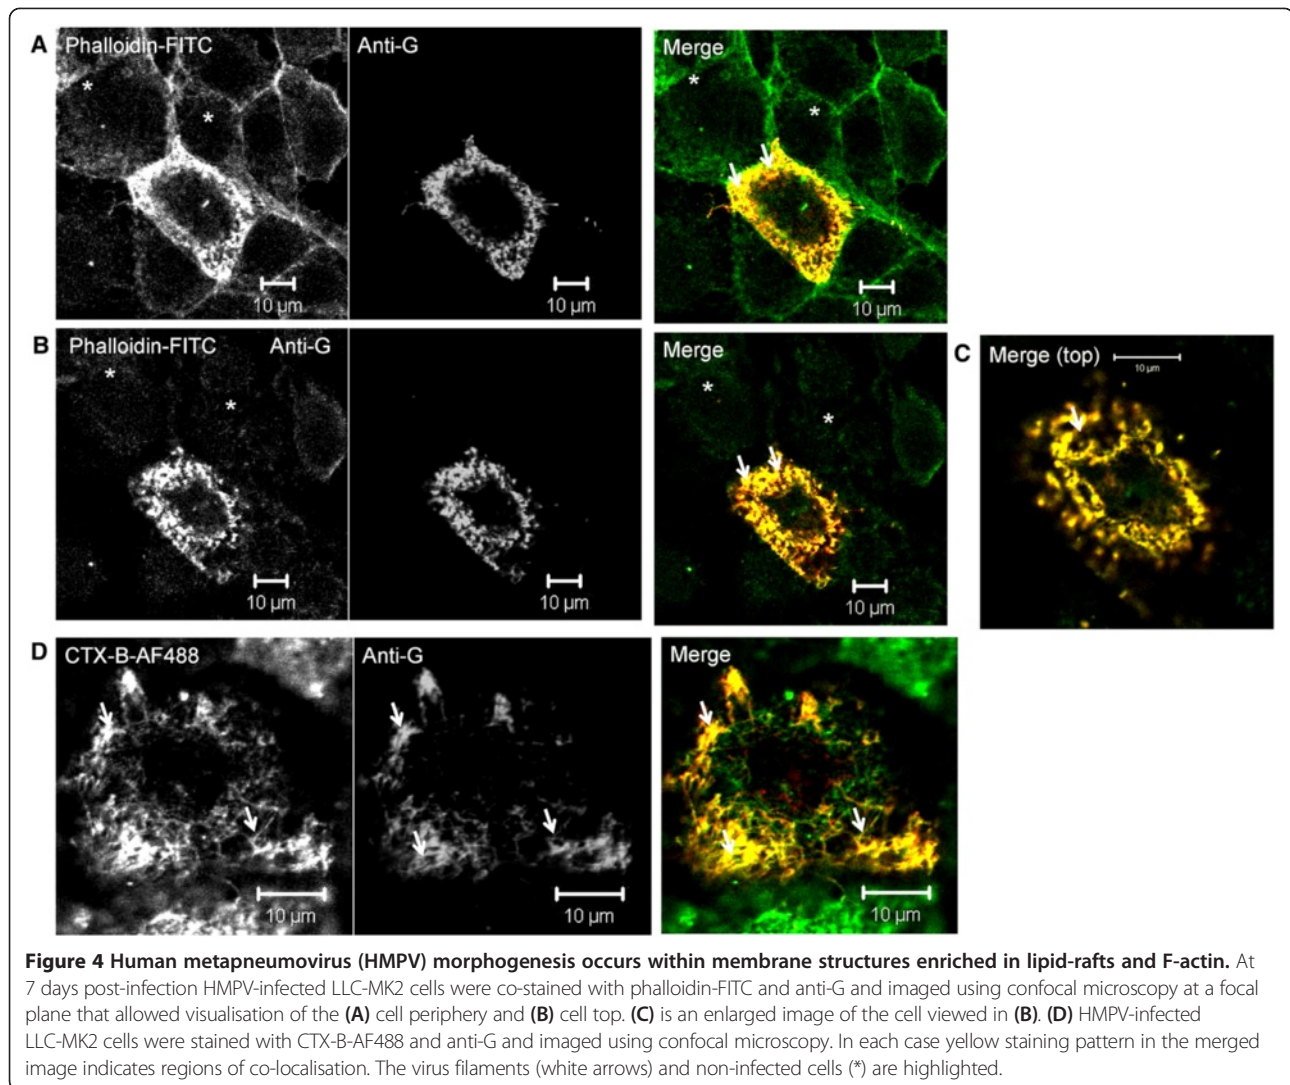 A
Phalloidin-FITC
Anti-G
Merge
*
*
*
*
10 µm
10 µm
10 µm
B
Phalloidin-FITC
Anti-G
Merge
*
*
*
*
10 µm
10 µm
10 µm
C
Merge (top)
10 µm
D
CTX-B-AF488
Anti-G
Merge
10 µm
10 µm
10 µm
Figure 4 Human metapneumovirus (HMPV) morphogenesis occurs within membrane structures enriched in lipid-rafts and F-actin. At
7 days post-infection HMPV-infected LLC-MK2 cells were co-stained with phalloidin-FITC and anti-G and imaged using confocal microscopy at a focal
plane that allowed visualisation of the (A) cell periphery and (B) cell top. (C) is an enlarged image of the cell viewed in (B). (D) HMPV-infected
LLC-MK2 cells were stained with CTX-B-AF488 and anti-G and imaged using confocal microscopy. In each case yellow staining pattern in the merged
image indicates regions of co-localisation. The virus filaments (white arrows) and non-infected cells (*) are highlighted.